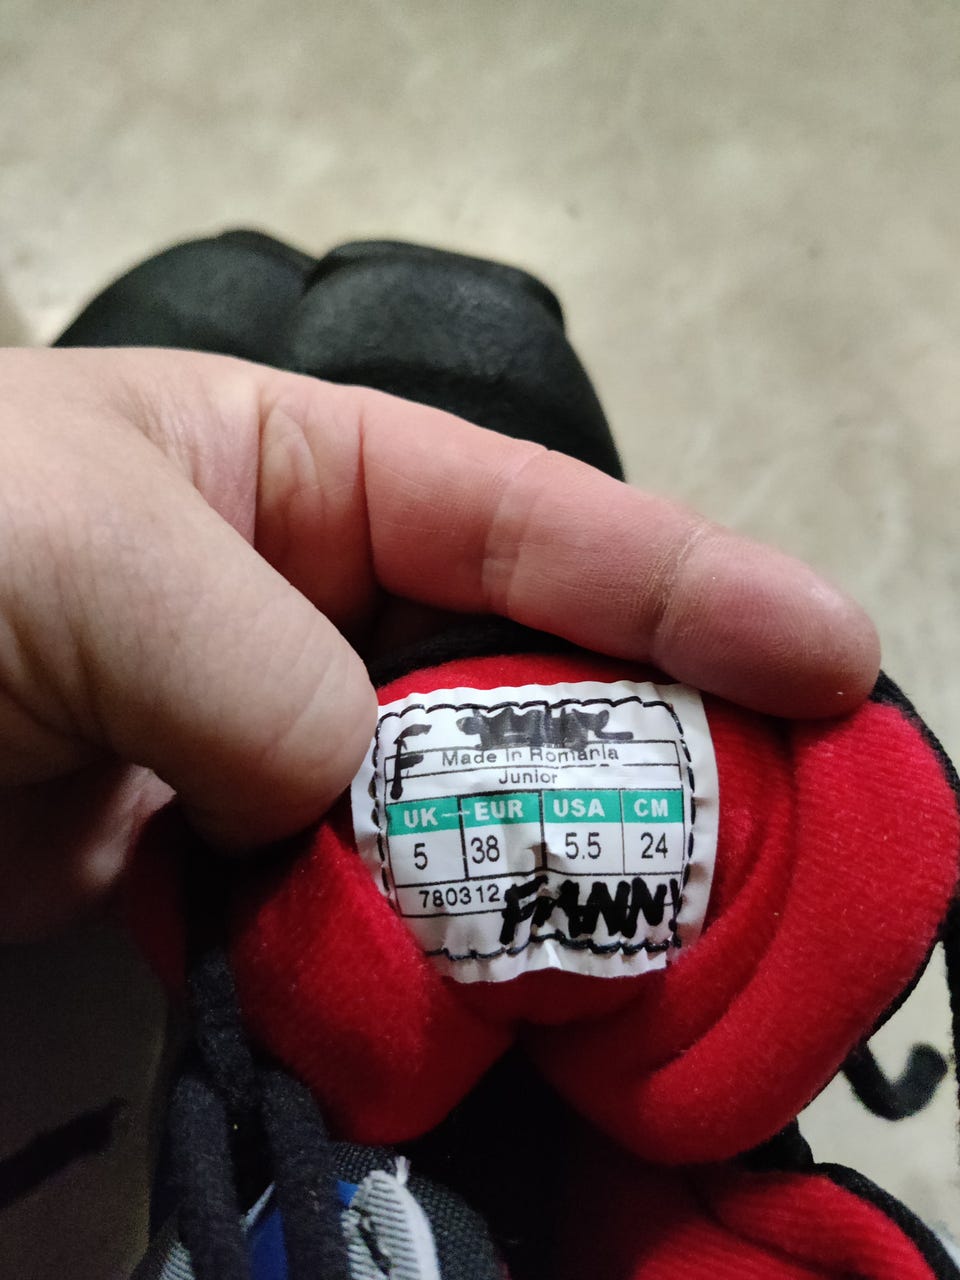 F
Made in Romania
Junior
UK EUR USA CM
5 38 5.5 24
780312 FANNY